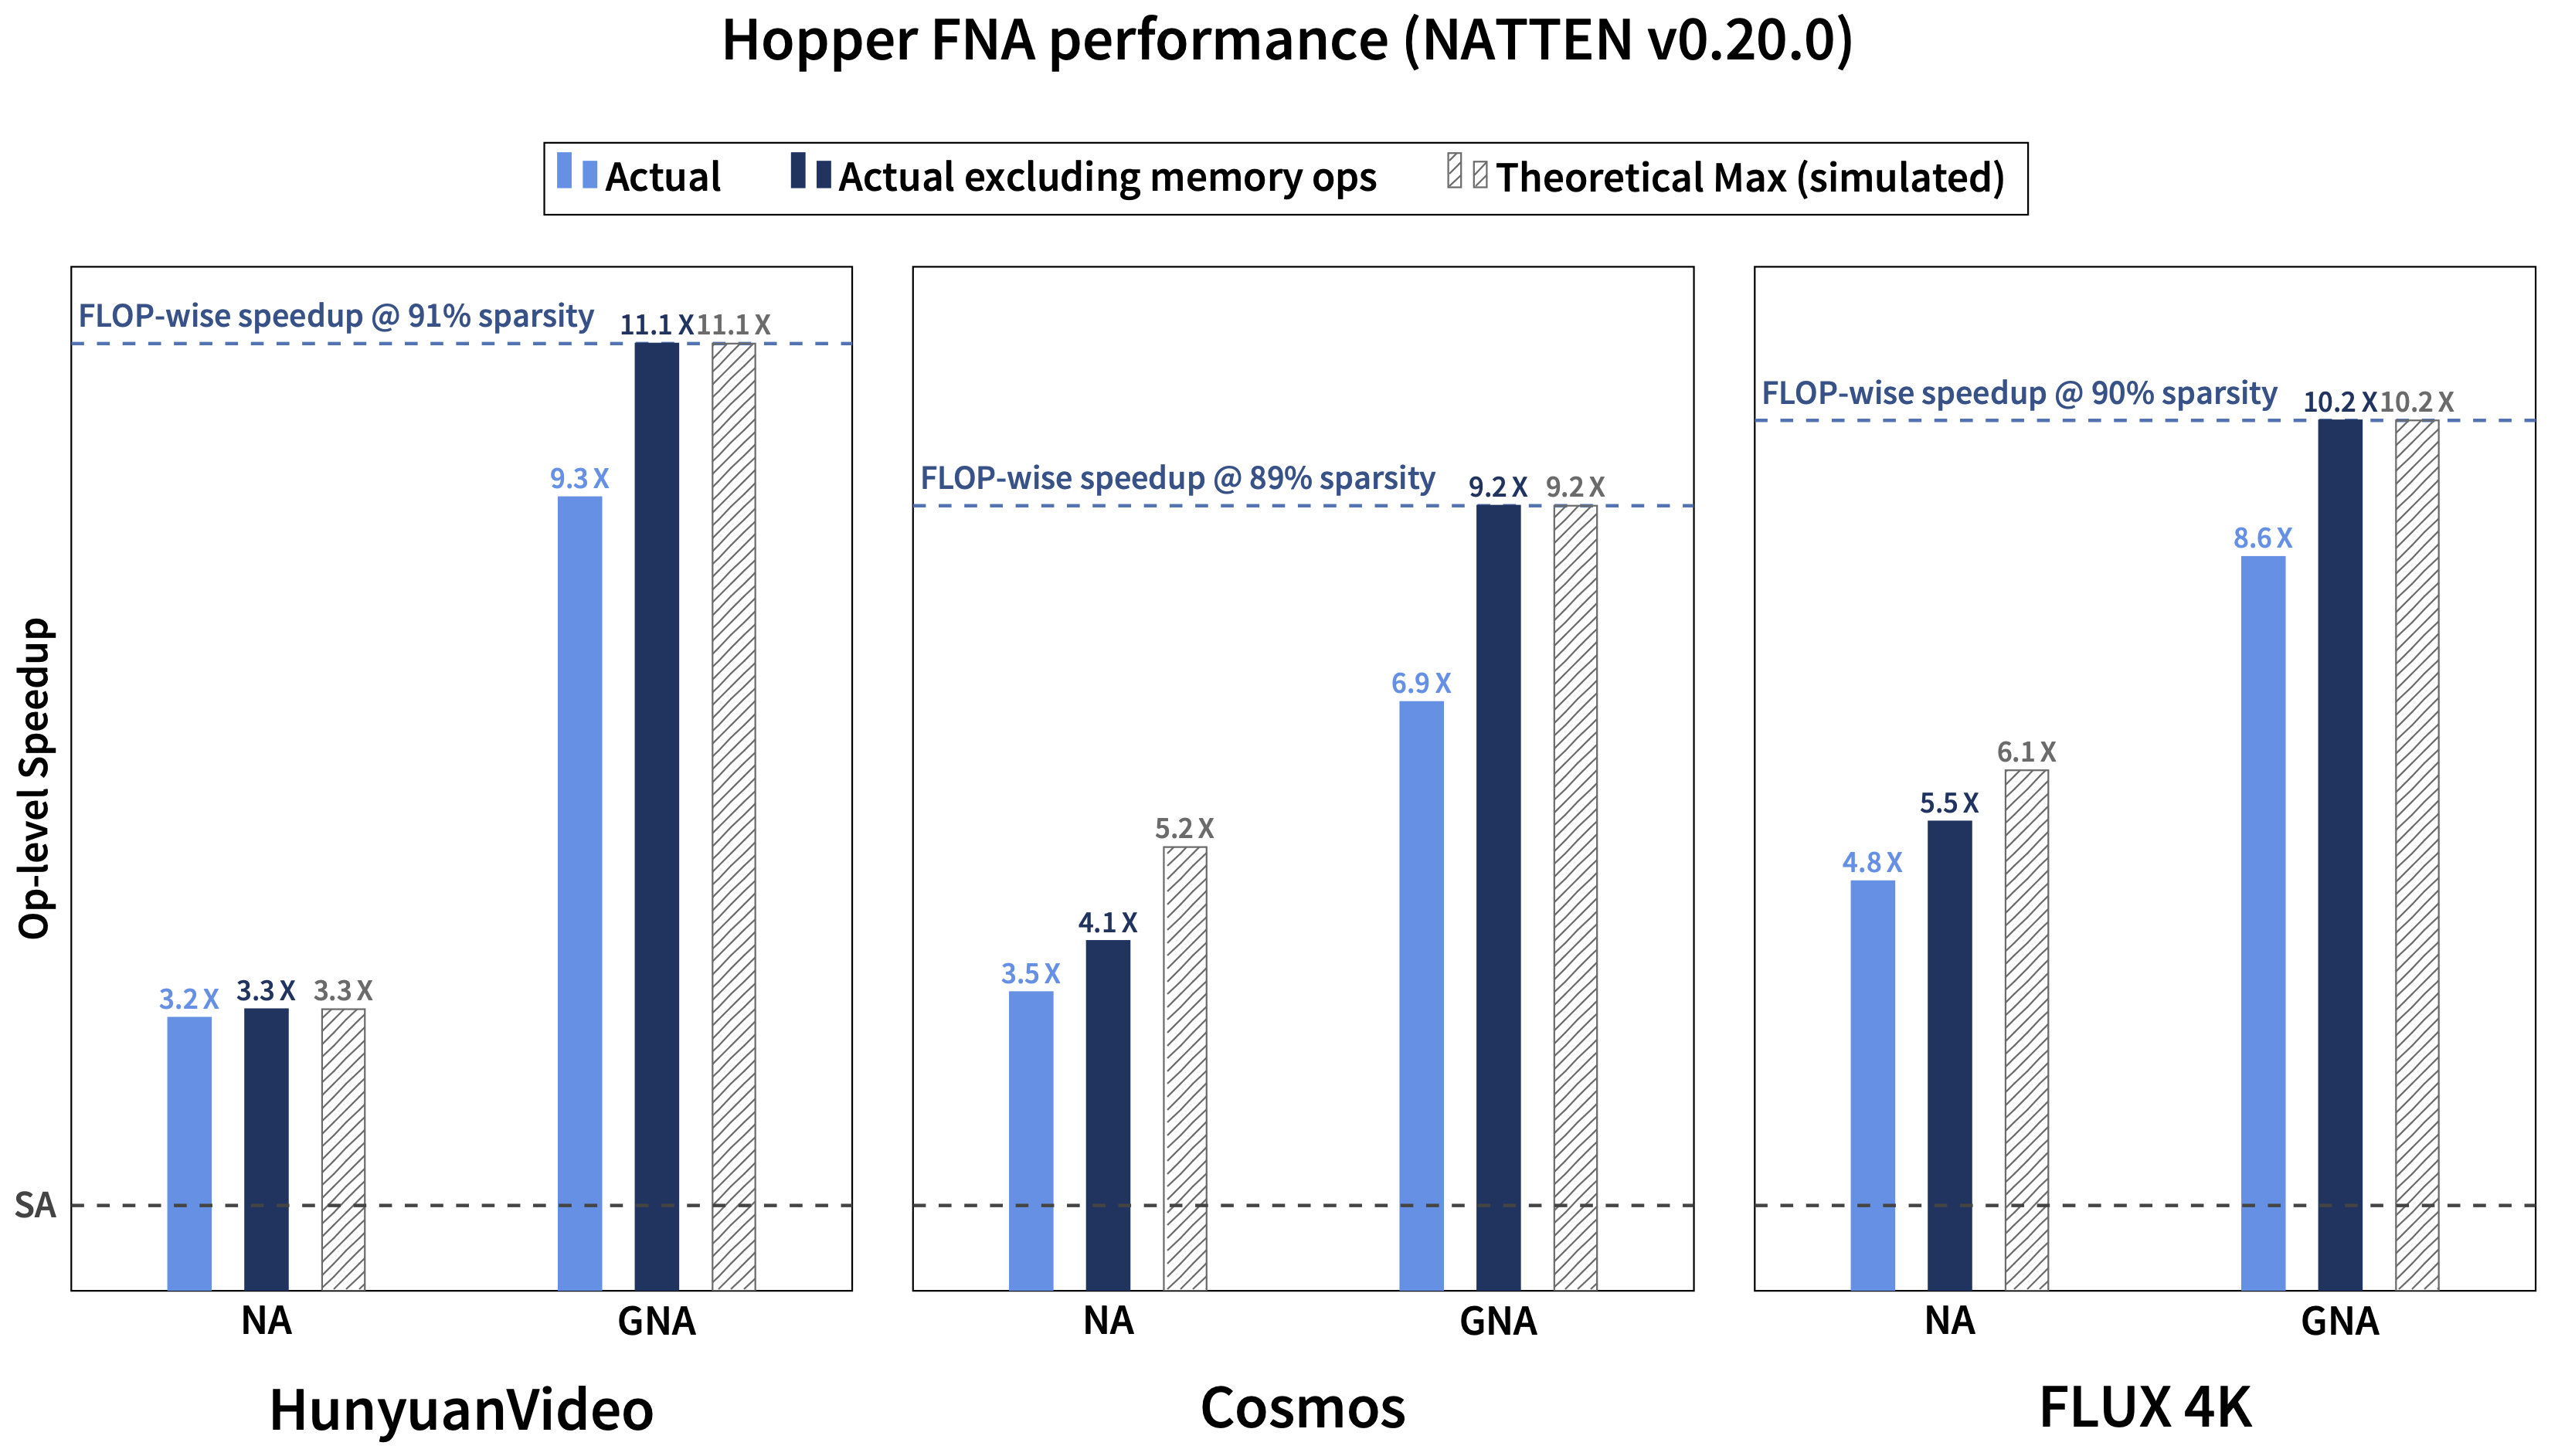 Hopper FNA performance (NATTEN v0.20.0)
Actual
Actual excluding memory ops
Theoretical Max (simulated)
Op-level Speedup
SA
FLOP-wise speedup @ 91% sparsity
3.2 X
3.3 X
3.3 X
9.3 X
11.1 X
11.1 X
NA
GNA
HunyuanVideo
FLOP-wise speedup @ 89% sparsity
3.5 X
4.1 X
5.2 X
6.9 X
9.2 X
9.2 X
NA
GNA
Cosmos
FLOP-wise speedup @ 90% sparsity
4.8 X
5.5 X
6.1 X
8.6 X
10.2 X
10.2 X
NA
GNA
FLUX 4K